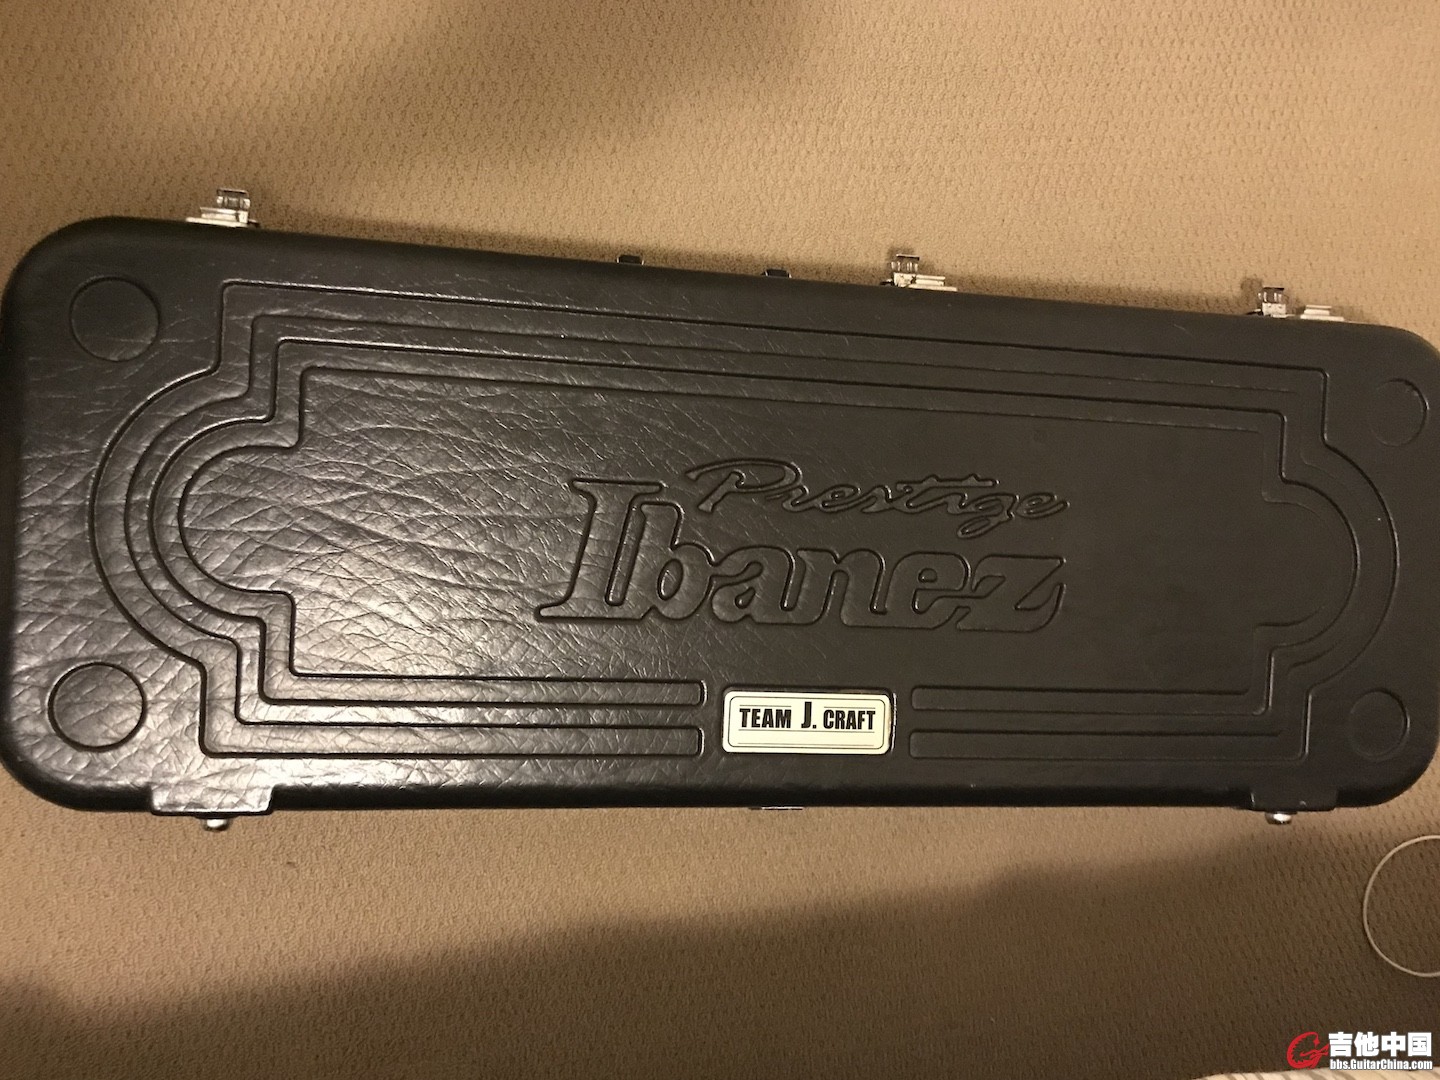 Prestige
Ibanez
TEAM J. CRAFT
吉他中国
bbs.GuitarChina.com